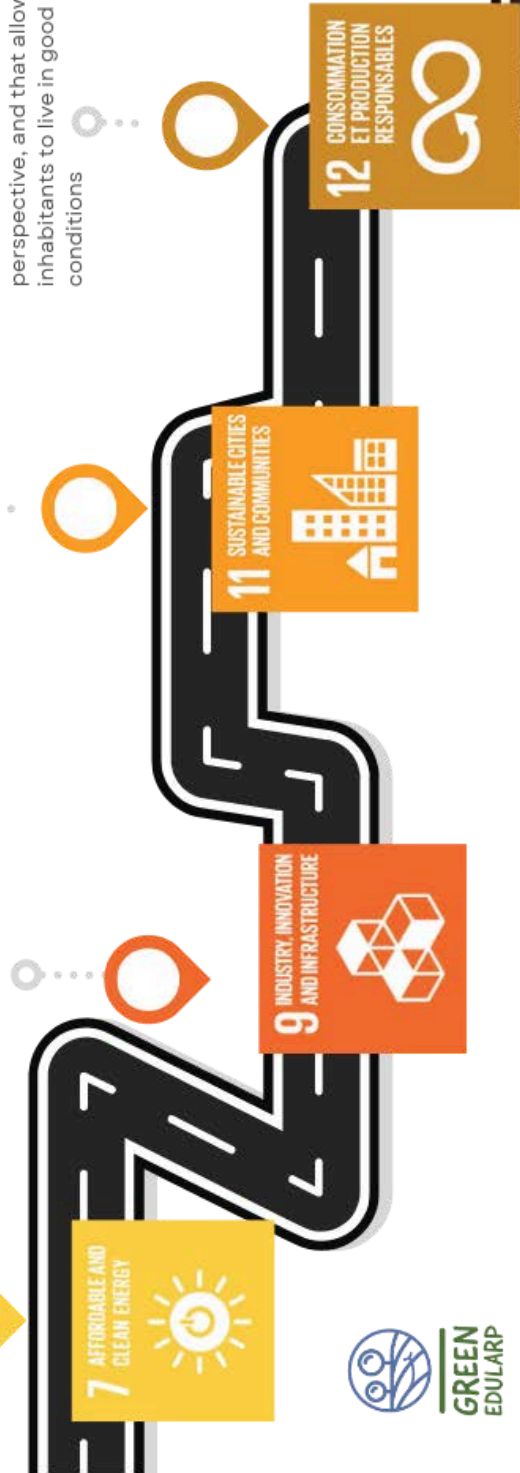 perspective, and that allow
inhabitants to live in good
conditions
7 AFFORDABLE AND
CLEAN ENERGY
9 INDUSTRY, INNOVATION
AND INFRASTRUCTURE
11 SUSTAINABLE CITIES
AND COMMUNITIES
12 CONSOMMATION
ET PRODUCTION
RESPONSABLES
GREEN
EDULARP